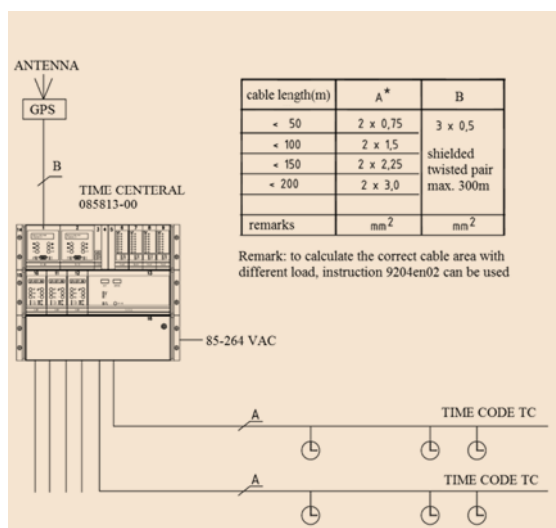 ANTENNA
GPS
B
TIME CENTERAL
085813-00
85-264 VAC
cable length(m) A* B
< 50 2 x 0,75 3 x 0,5
< 100 2 x 1,5 shielded
< 150 2 x 2,25 twisted pair
< 200 2 x 3,0 max. 300m
remarks mm2 mm2
Remark: to calculate the correct cable area with
different load, instruction 9204en02 can be used
A TIME CODE TC
A TIME CODE TC